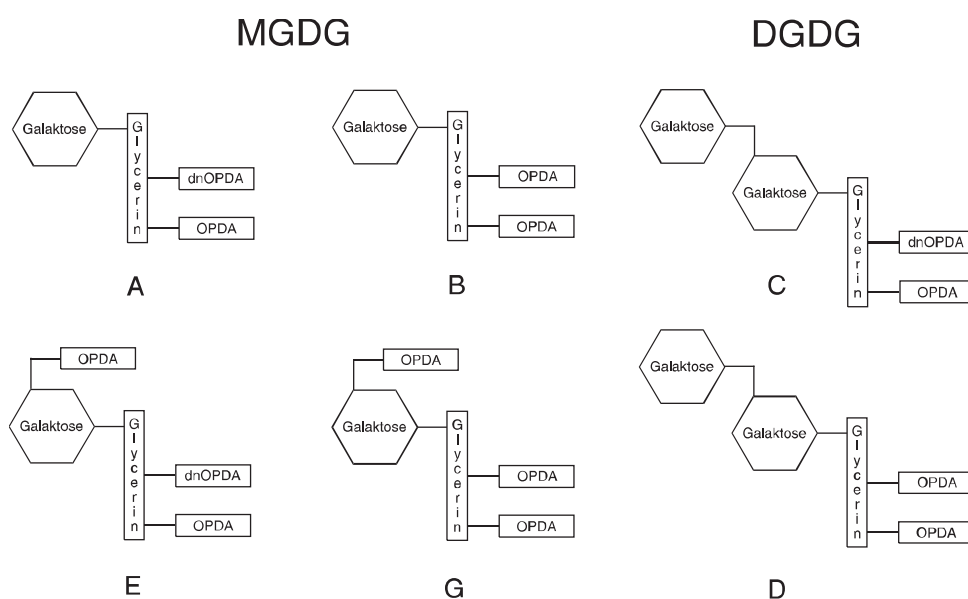 MGDG
DGDG
Galaktose
Glycerin
dnOPDA
OPDA
A
Galaktose
Glycerin
OPDA
OPDA
B
Galaktose
Galaktose
Glycerin
dnOPDA
OPDA
C
OPDA
Galaktose
Glycerin
dnOPDA
OPDA
E
OPDA
Galaktose
Glycerin
OPDA
OPDA
G
Galaktose
Galaktose
Glycerin
OPDA
OPDA
D